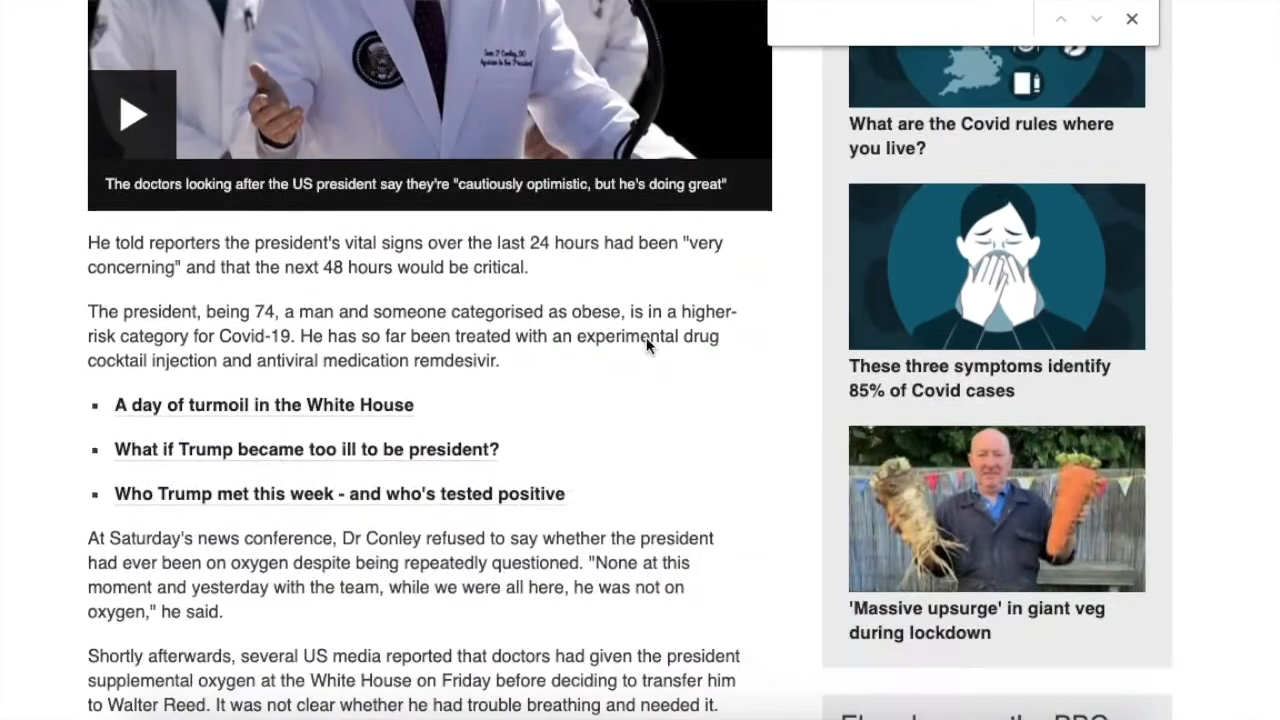 The doctors looking after the US president say they're "cautiously optimistic, but he's doing great"
He told reporters the president's vital signs over the last 24 hours had been "very
concerning" and that the next 48 hours would be critical.
The president, being 74, a man and someone categorised as obese, is in a higher-
risk category for Covid-19. He has so far been treated with an experimental drug
cocktail injection and antiviral medication remdesivir.
A day of turmoil in the White House
What if Trump became too ill to be president?
Who Trump met this week - and who's tested positive
At Saturday's news conference, Dr Conley refused to say whether the president
had ever been on oxygen despite being repeatedly questioned. "None at this
moment and yesterday with the team, while we were all here, he was not on
oxygen," he said.
Shortly afterwards, several US media reported that doctors had given the president
supplemental oxygen at the White House on Friday before deciding to transfer him
to Walter Reed. It was not clear whether he had trouble breathing and needed it.
What are the Covid rules where
you live?
These three symptoms identify
85% of Covid cases
'Massive upsurge' in giant veg
during lockdown